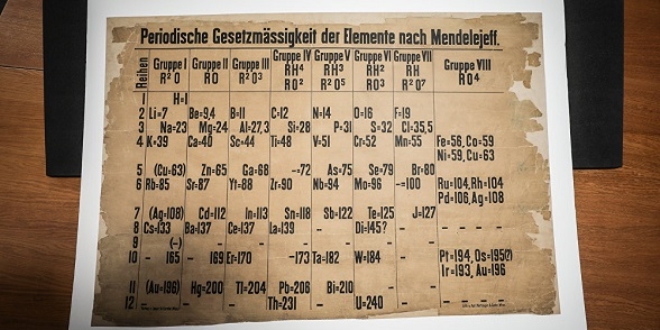 Periodische Gesetzmässigkeit der Elemente nach Mendelejeff.
Reihen Gruppe I Gruppe II Gruppe III Gruppe IV Gruppe V Gruppe VI Gruppe VII Gruppe VIII
RH⁴ RH³ RH² RH
R²O RO R²O³ RO² R²O⁵ RO³ R²O⁷ RO⁴
1 H=1
2 Li=7 Be=9,4 B=11 C=12 N=14 O=16 F=19
3 Na=23 Mg=24 Al=27,3 Si=28 P=31 S=32 Cl=35,5
4 K=39 Ca=40 Sc=44 Ti=48 V=51 Cr=52 Mn=55 Fe=56, Co=59
Ni=59, Cu=63
5 (Cu=63) Zn=65 Ga=68 -=72 As=75 Se=79 Br=80
6 Rb=85 Sr=87 Yt=88 Zr=90 Nb=94 Mo=96 -=100 Ru=104, Rh=104
Pd=106, Ag=108
7 (Ag=108) Cd=112 In=113 Sn=118 Sb=122 Te=125 J=127
8 Cs=133 Ba=137 Ce=137 La=139 - Di=145? - - - - -
9 (-) - - - - - -
10 - 165 - 169 Er=170 -173 Ta=182 W=184 - Pt=194, Os=195(?)
Ir=193, Au=196
11 (Au=196) Hg=200 Tl=204 Pb=206 Bi=210 - -
12 - - - Th=231 - U=240 - - - - -